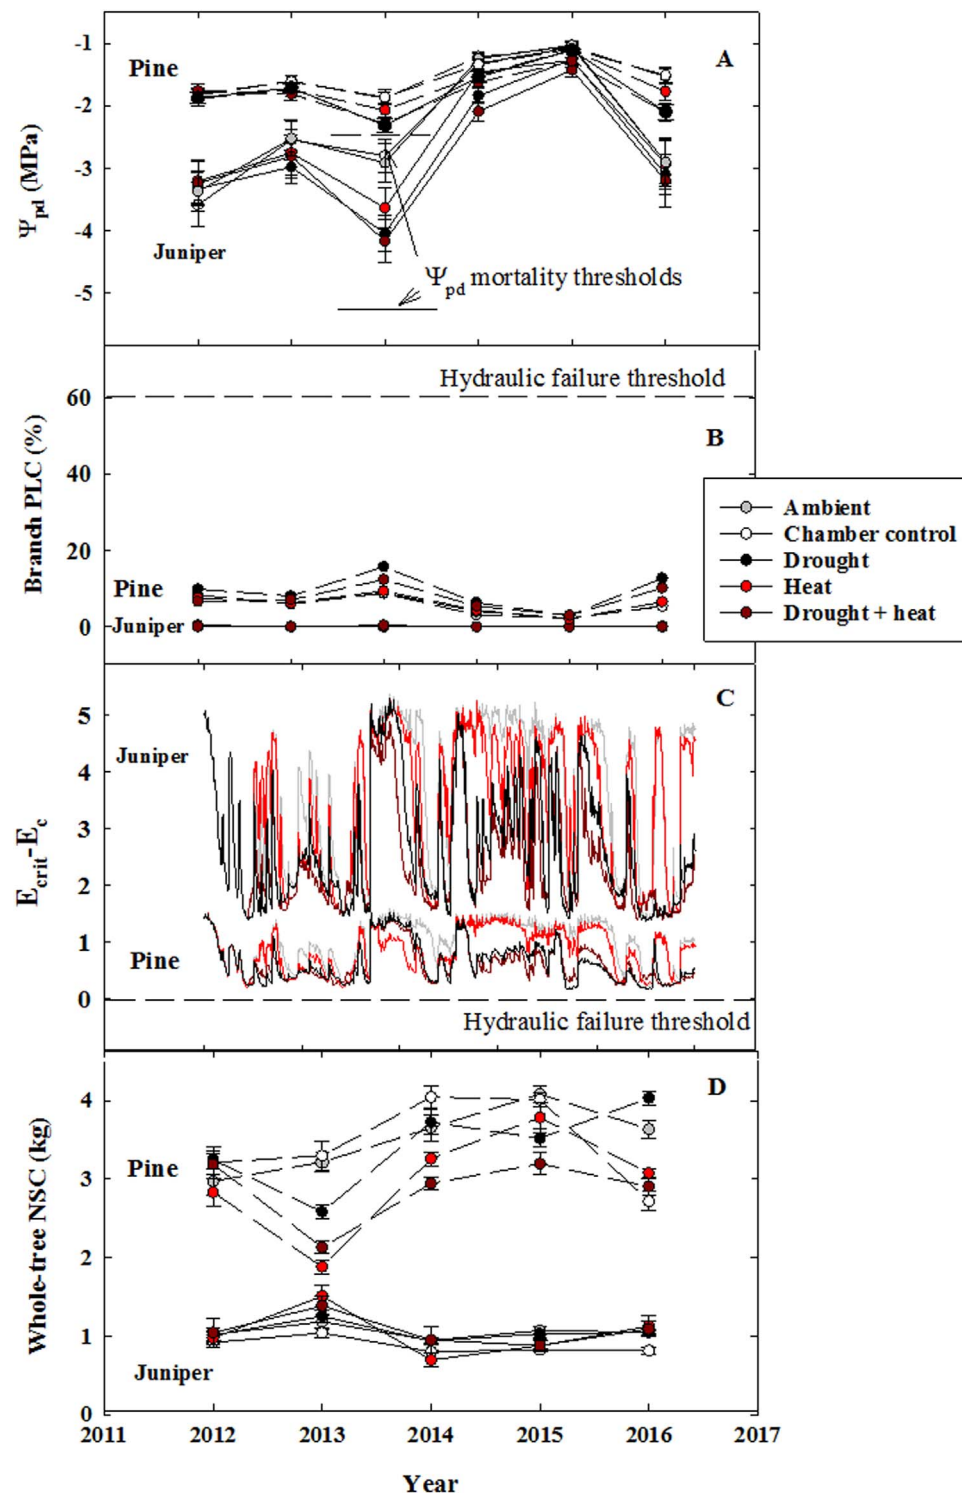 -1
A
Pine
-2
-3
Ψpd (MPa)
-4
Juniper
Ψpd mortality thresholds
-5
Hydraulic failure threshold
60
B
Branch PLC (%)
40
20
Pine
Juniper
0
Ambient
Chamber control
Drought
Heat
Drought + heat
C
5
Juniper
4
3
Ecrit-Ec
2
1
Pine
0
Hydraulic failure threshold
D
4
Pine
3
Whole-tree NSC (kg)
2
1
Juniper
0
2011 2012 2013 2014 2015 2016 2017
Year